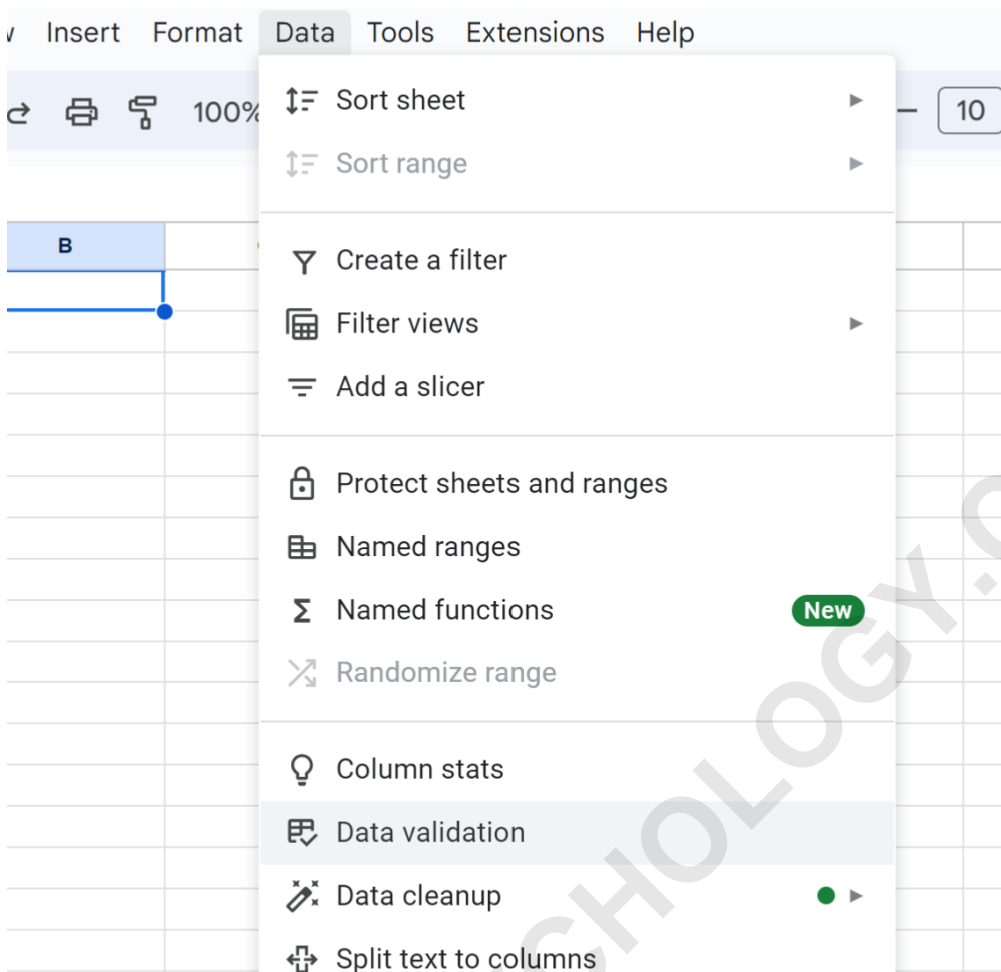 Insert Format Data Tools Extensions Help
100%
10
Sort sheet
Sort range
B
Create a filter
Filter views
Add a slicer
Protect sheets and ranges
Named ranges
Named functions New
Randomize range
Column stats
Data validation
Data cleanup
Split text to columns
CHOLOGY.